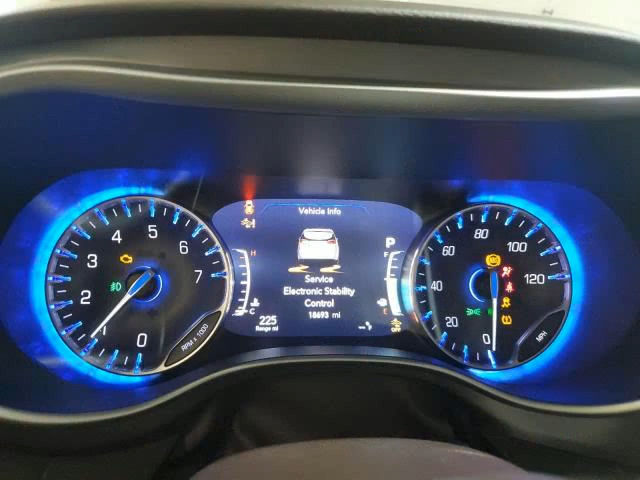 Vehicle Info
Service
Electronic Stability
Control
18693 mi
225
Range mi
P
H
C
F
E
0
1
2
3
4
5
6
7
RPM x 1000
0
20
40
60
80
100
120
MPH
OFF